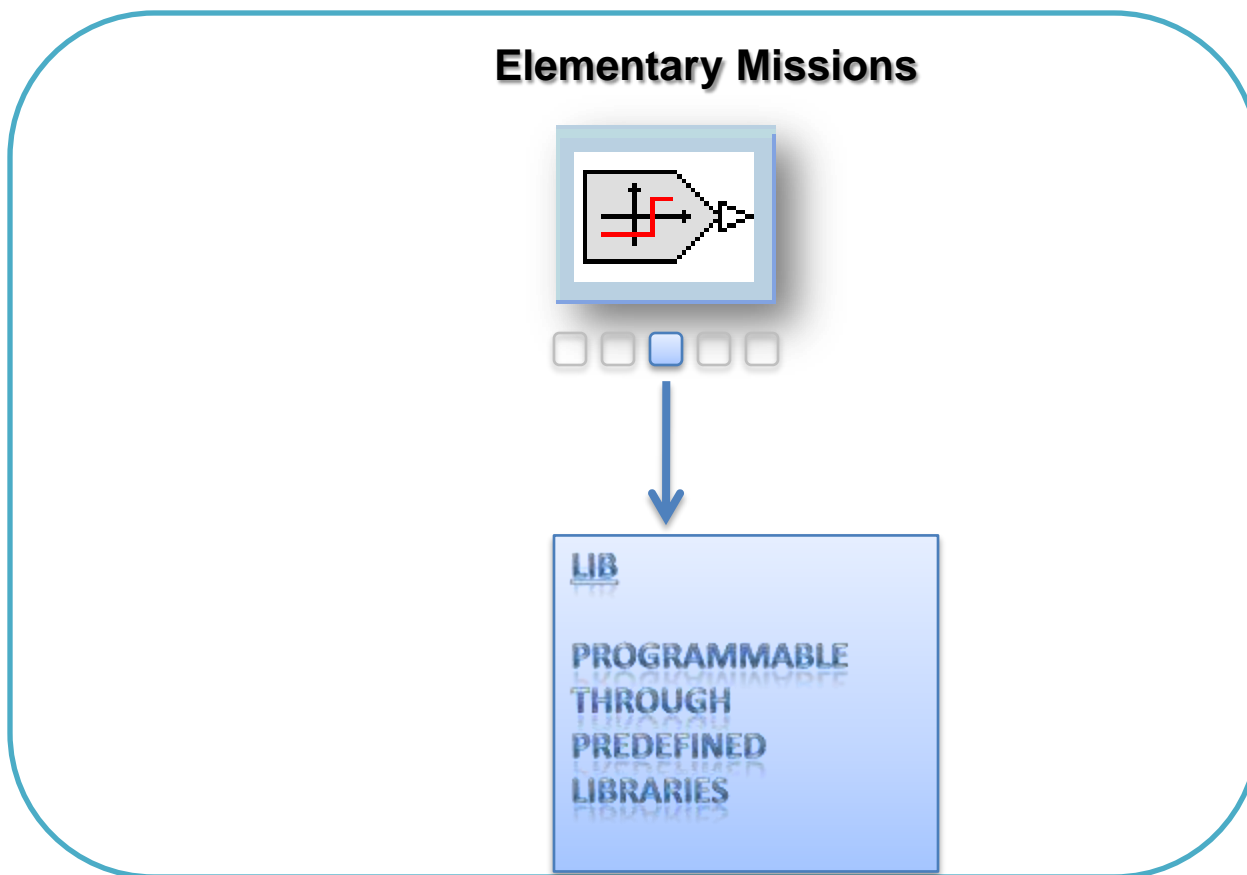 Elementary Missions
LIB
PROGRAMMABLE
THROUGH
PREDEFINED
LIBRARIES